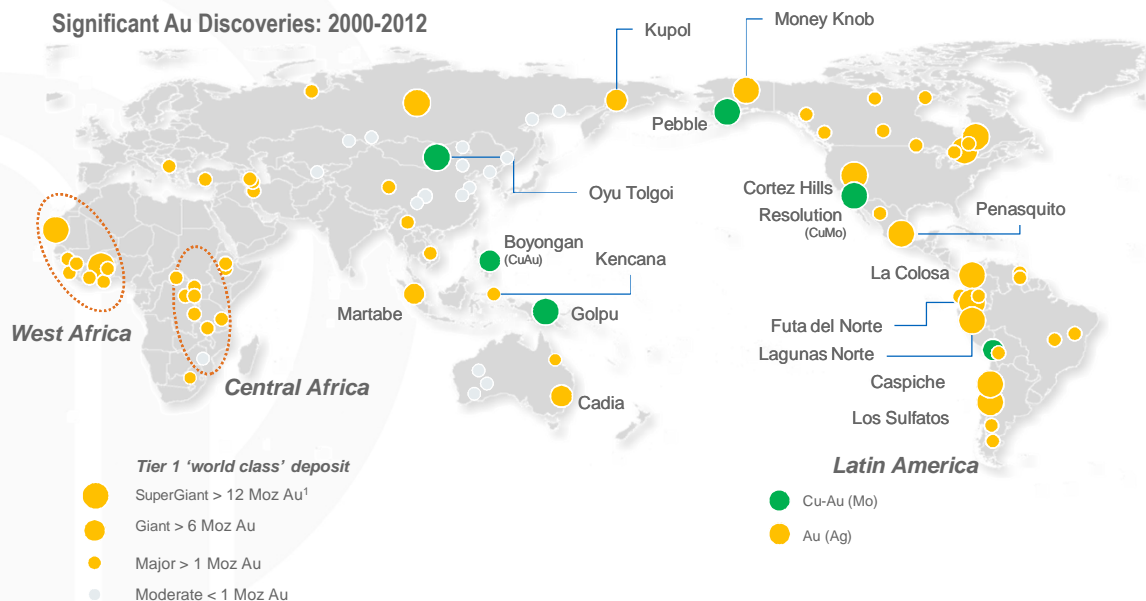 Significant Au Discoveries: 2000-2012
Money Knob
Kupol
Pebble
Oyu Tolgoi
Cortez Hills
Resolution
(CuMo)
Penasquito
Boyongan
(CuAu)
Kencana
La Colosa
Martabe
Golpu
West Africa
Futa del Norte
Lagunas Norte
Central Africa
Caspiche
Cadia
Los Sulfatos
Latin America
Tier 1 'world class' deposit
SuperGiant > 12 Moz Au¹
Giant > 6 Moz Au
Major > 1 Moz Au
Moderate < 1 Moz Au
Cu-Au (Mo)
Au (Ag)